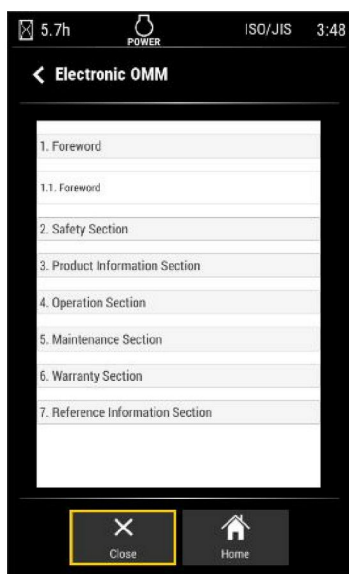 5.7h
POWER
ISO/JIS
3:48
Electronic OMM
1. Foreword
1.1. Foreword
2. Safety Section
3. Product Information Section
4. Operation Section
5. Maintenance Section
6. Warranty Section
7. Reference Information Section
Close
Home